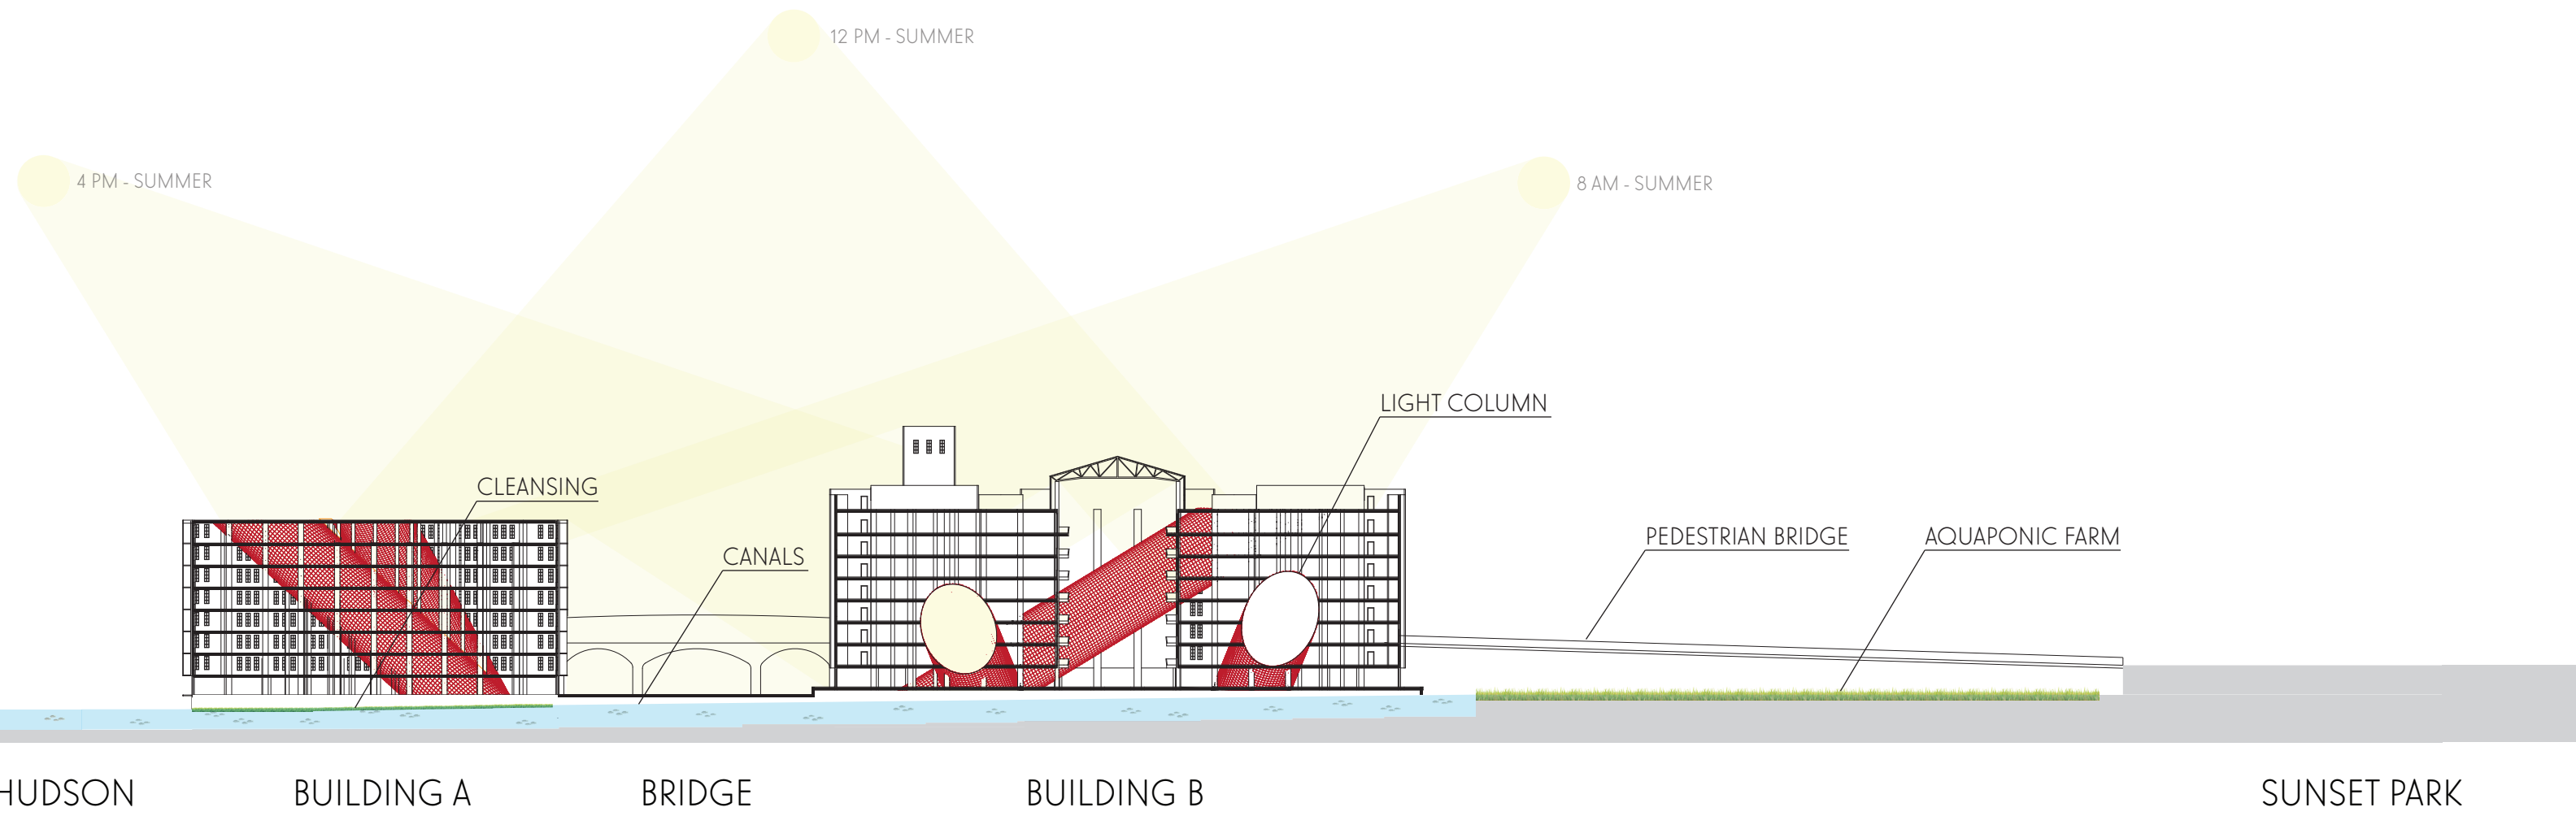 12 PM - SUMMER
4 PM - SUMMER
8 AM - SUMMER
LIGHT COLUMN
CLEANSING
CANALS
PEDESTRIAN BRIDGE
AQUAPONIC FARM
HUDSON
BUILDING A
BRIDGE
BUILDING B
SUNSET PARK